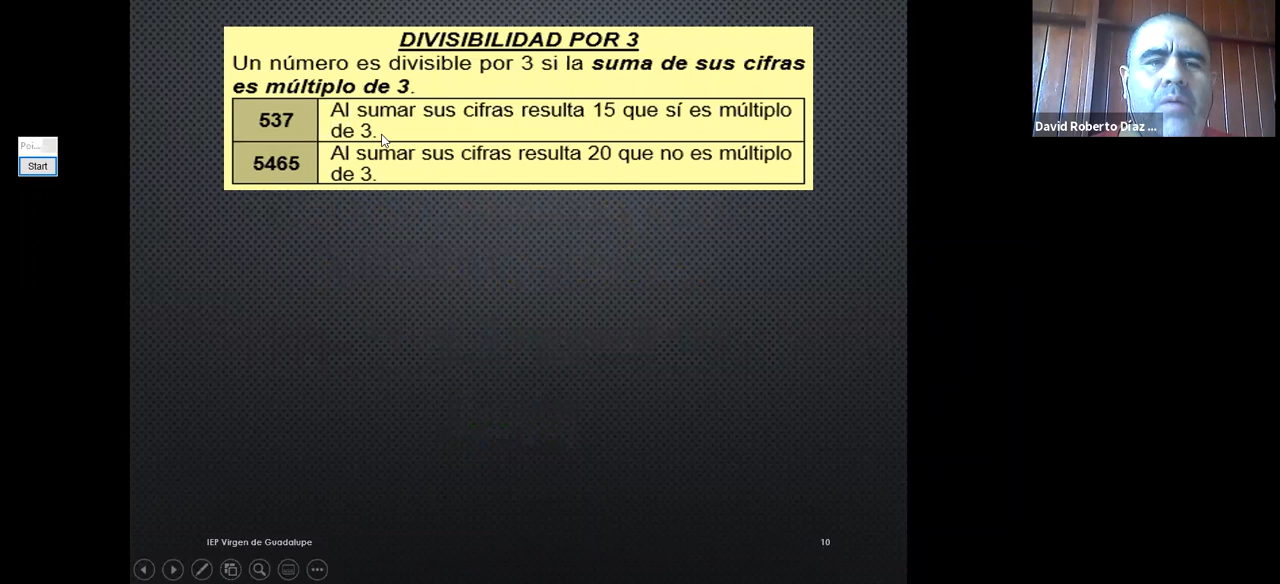 DIVISIBILIDAD POR 3
Un número es divisible por 3 si la suma de sus cifras
es múltiplo de 3.
537
Al sumar sus cifras resulta 15 que sí es múltiplo
de 3.
5465
Al sumar sus cifras resulta 20 que no es múltiplo
de 3.
David Roberto Díaz ...
Poi...
Start
IEP Virgen de Guadalupe
10